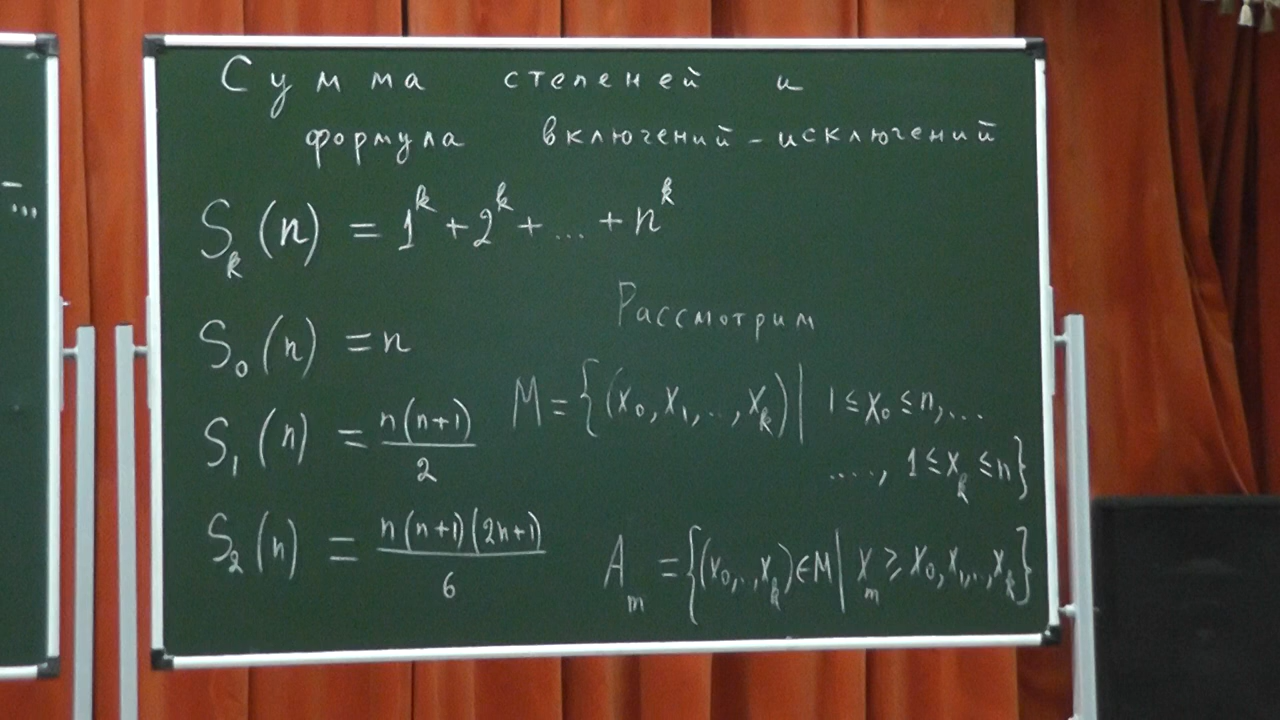 Сумма степеней и
формула включений-исключений
S_k(n) = 1^k + 2^k + ... + n^k
S_0(n) = n
S_1(n) = n(n+1)/2
S_2(n) = n(n+1)(2n+1)/6
Рассмотрим
M = {(x_0, x_1, ..., x_k) | 1 ≤ x_0 ≤ n, ...
...., 1 ≤ x_k ≤ n}
A_m = {(x_0, .., x_k) ∈ M | x_m ≥ x_0, x_1, .., x_k}